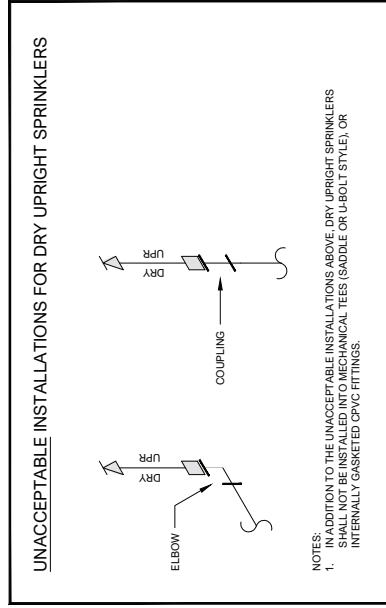 UNACCEPTABLE INSTALLATIONS FOR DRY UPRIGHT SPRINKLERS
DRY
UPR
ELBOW
DRY
UPR
COUPLING
NOTES:
1. IN ADDITION TO THE UNACCEPTABLE INSTALLATIONS ABOVE, DRY UPRIGHT SPRINKLERS
SHALL NOT BE INSTALLED INTO MECHANICAL TEES (SADDLE OR U-BOLT STYLE), OR
INTERNALLY GASKETED CPVC FITTINGS.